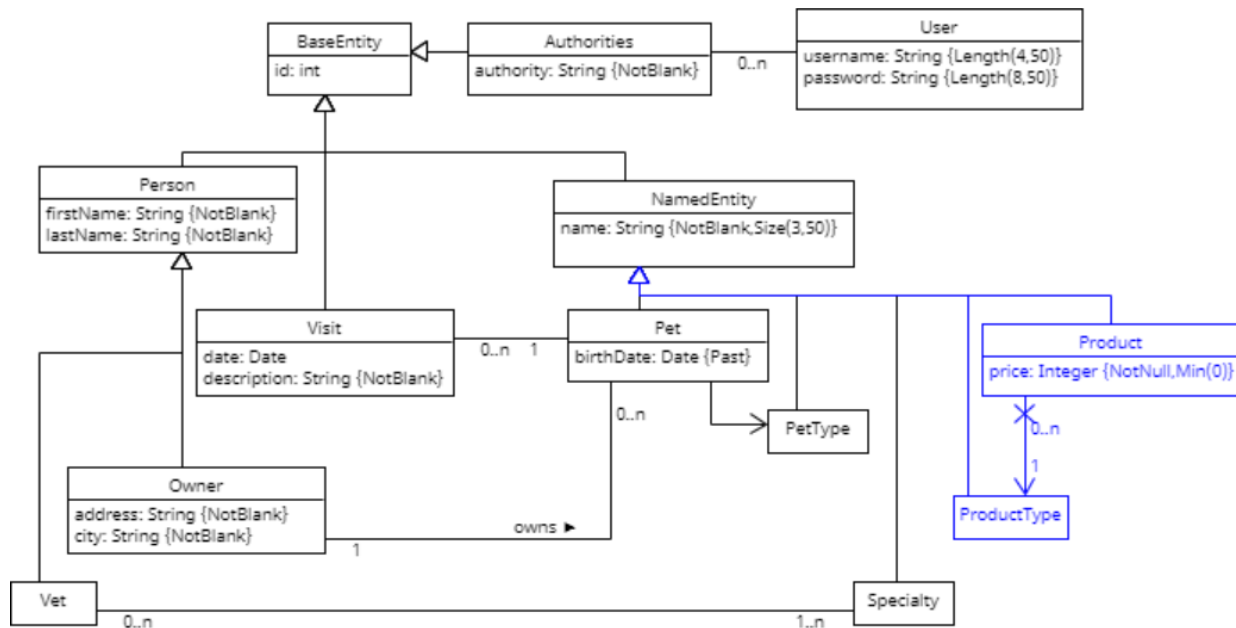 BaseEntity
id: int
Authorities
authority: String {NotBlank}
0..n
User
username: String {Length(4,50)}
password: String {Length(8,50)}
Person
firstName: String {NotBlank}
lastName: String {NotBlank}
NamedEntity
name: String {NotBlank,Size(3,50)}
Visit
date: Date
description: String {NotBlank}
0..n
1
Pet
birthDate: Date {Past}
0..n
PetType
Product
price: Integer {NotNull,Min(0)}
0..n
1
ProductType
Owner
address: String {NotBlank}
city: String {NotBlank}
1
owns ►
Vet
0..n
1..n
Specialty